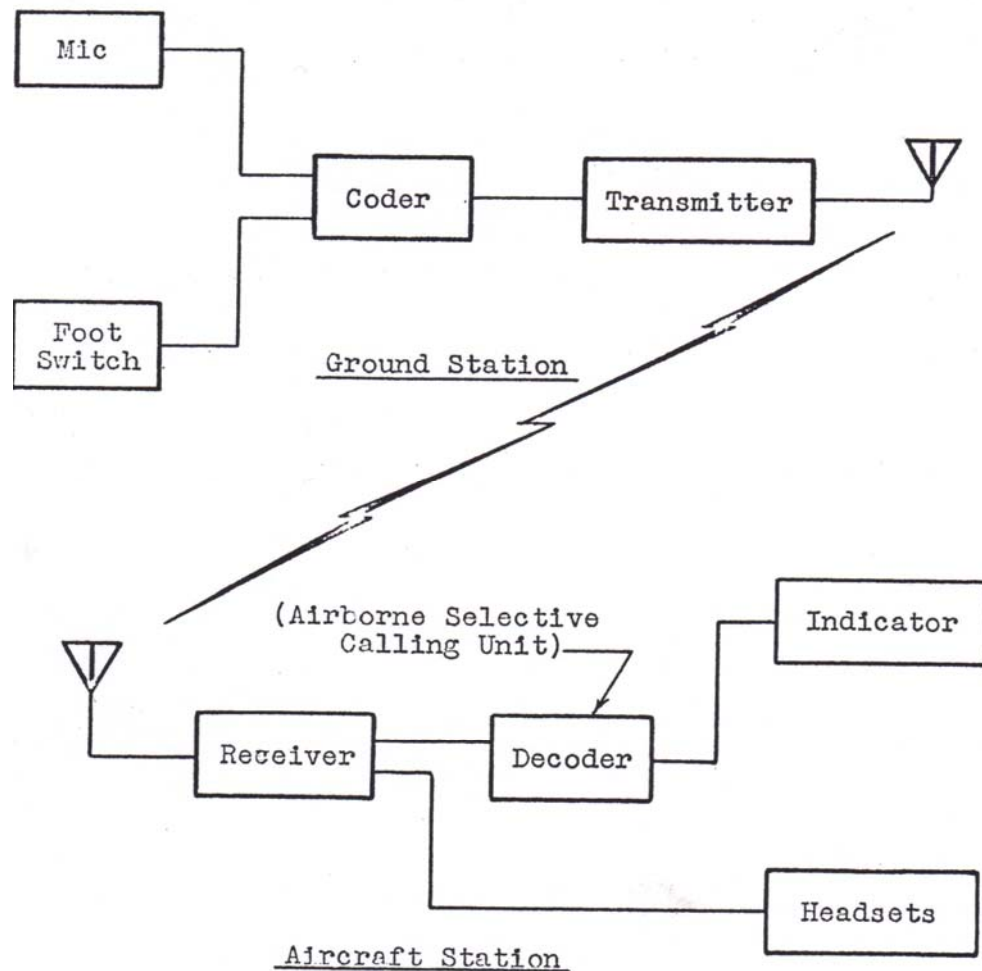 Mic
Coder
Transmitter
Foot
Switch
Ground Station
(Airborne Selective
Calling Unit)
Indicator
Receiver
Decoder
Headsets
Aircraft Station